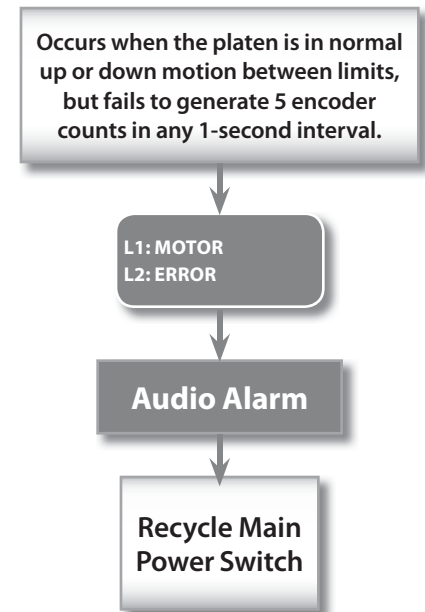 Occurs when the platen is in normal
up or down motion between limits,
but fails to generate 5 encoder
counts in any 1-second interval.
L1: MOTOR
L2: ERROR
Audio Alarm
Recycle Main
Power Switch